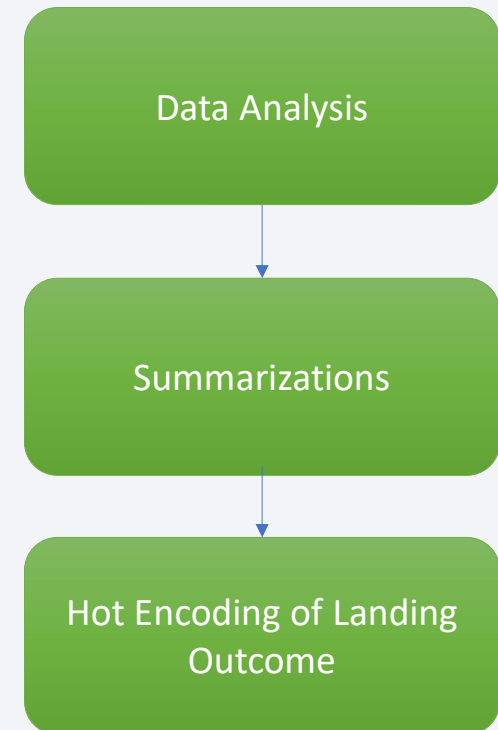 Data Analysis
Summarizations
Hot Encoding of Landing
Outcome